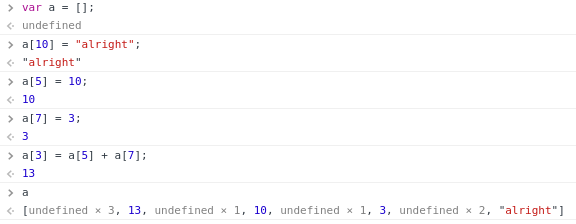 > var a = [];
<· undefined
> a[10] = "alright";
<· "alright"
> a[5] = 10;
<· 10
> a[7] = 3;
<· 3
> a[3] = a[5] + a[7];
<· 13
> a
<· [undefined × 3, 13, undefined × 1, 10, undefined × 1, 3, undefined × 2, "alright"]